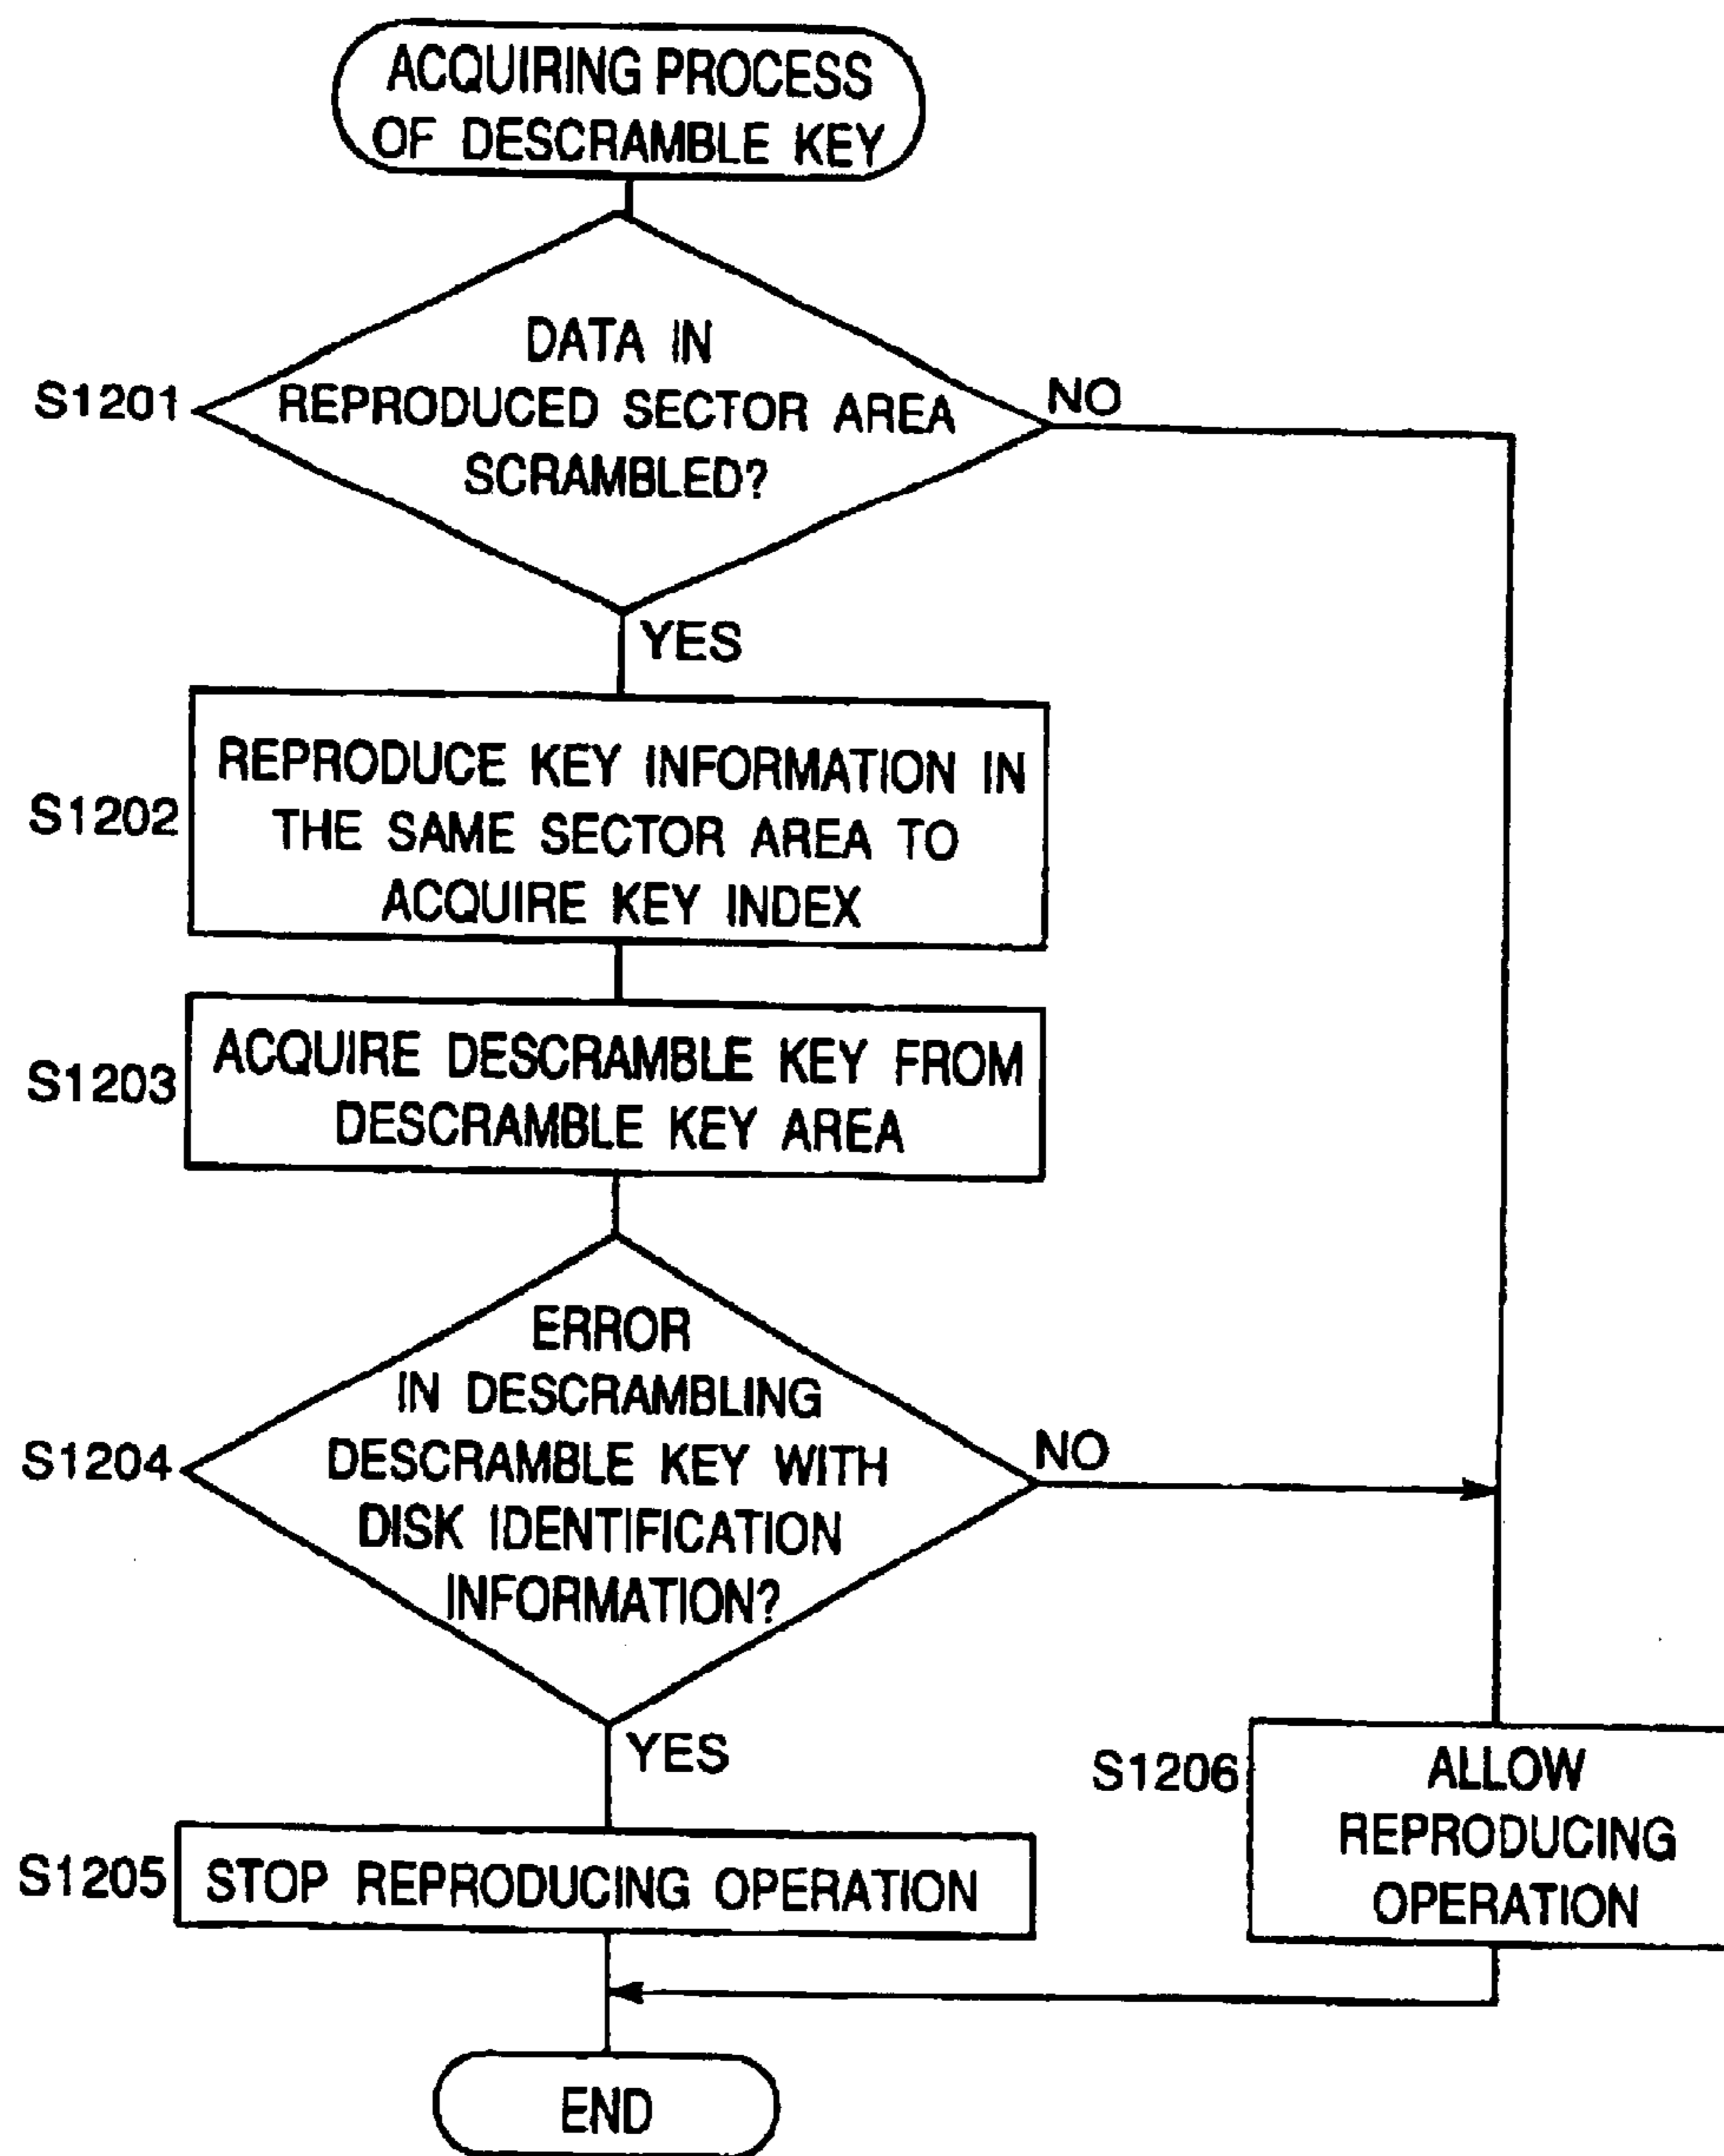 ACQUIRING PROCESS
OF DESCRAMBLE KEY
DATA IN
S1201
REPRODUCED SECTOR AREA
NO
SCRAMBLED?
YES
REPRODUCE KEY INFORMATION IN
S1202
THE SAME SECTOR AREA TO
ACQUIRE KEY INDEX
S1203
ACQUIRE DESCRAMBLE KEY FROM
DESCRAMBLE KEY AREA
ERROR
IN DESCRAMBLING
S1204
DESCRAMBLE KEY WITH
NO
DISK IDENTIFICATION
INFORMATION?
YES
S1205
STOP REPRODUCING OPERATION
S1206
ALLOW
REPRODUCING
OPERATION
END